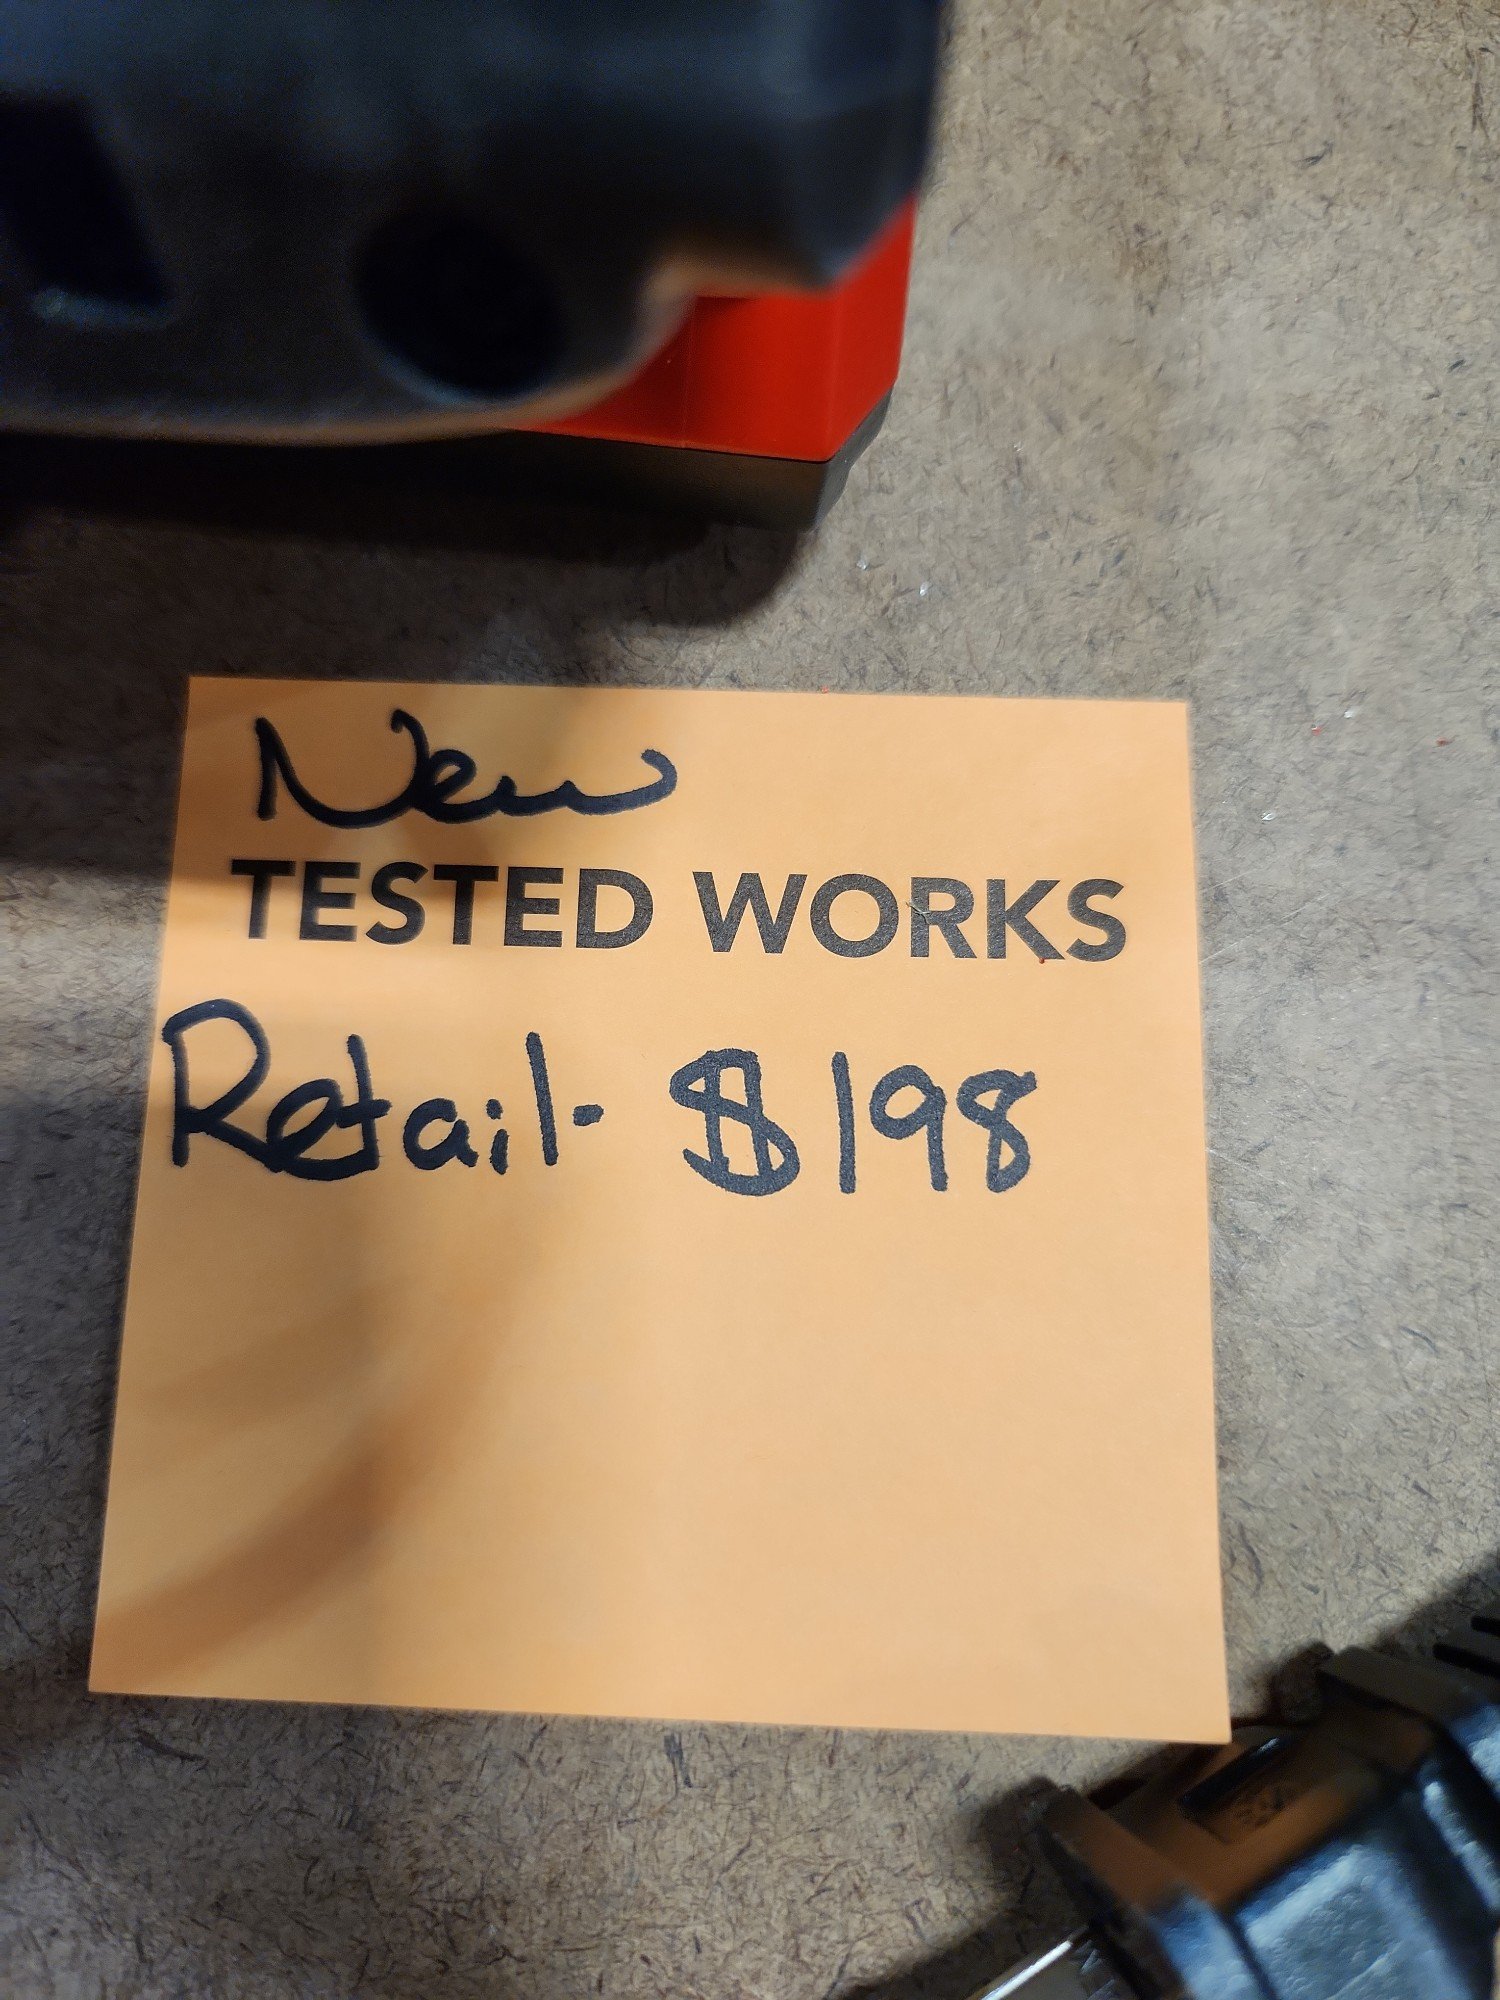 New
TESTED WORKS
Retail- $198